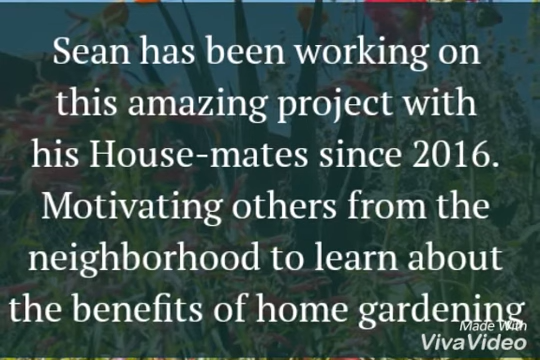 Sean has been working on
this amazing project with
his House-mates since 2016.
Motivating others from the
neighborhood to learn about
the benefits of home gardening
Made With
VivaVideo